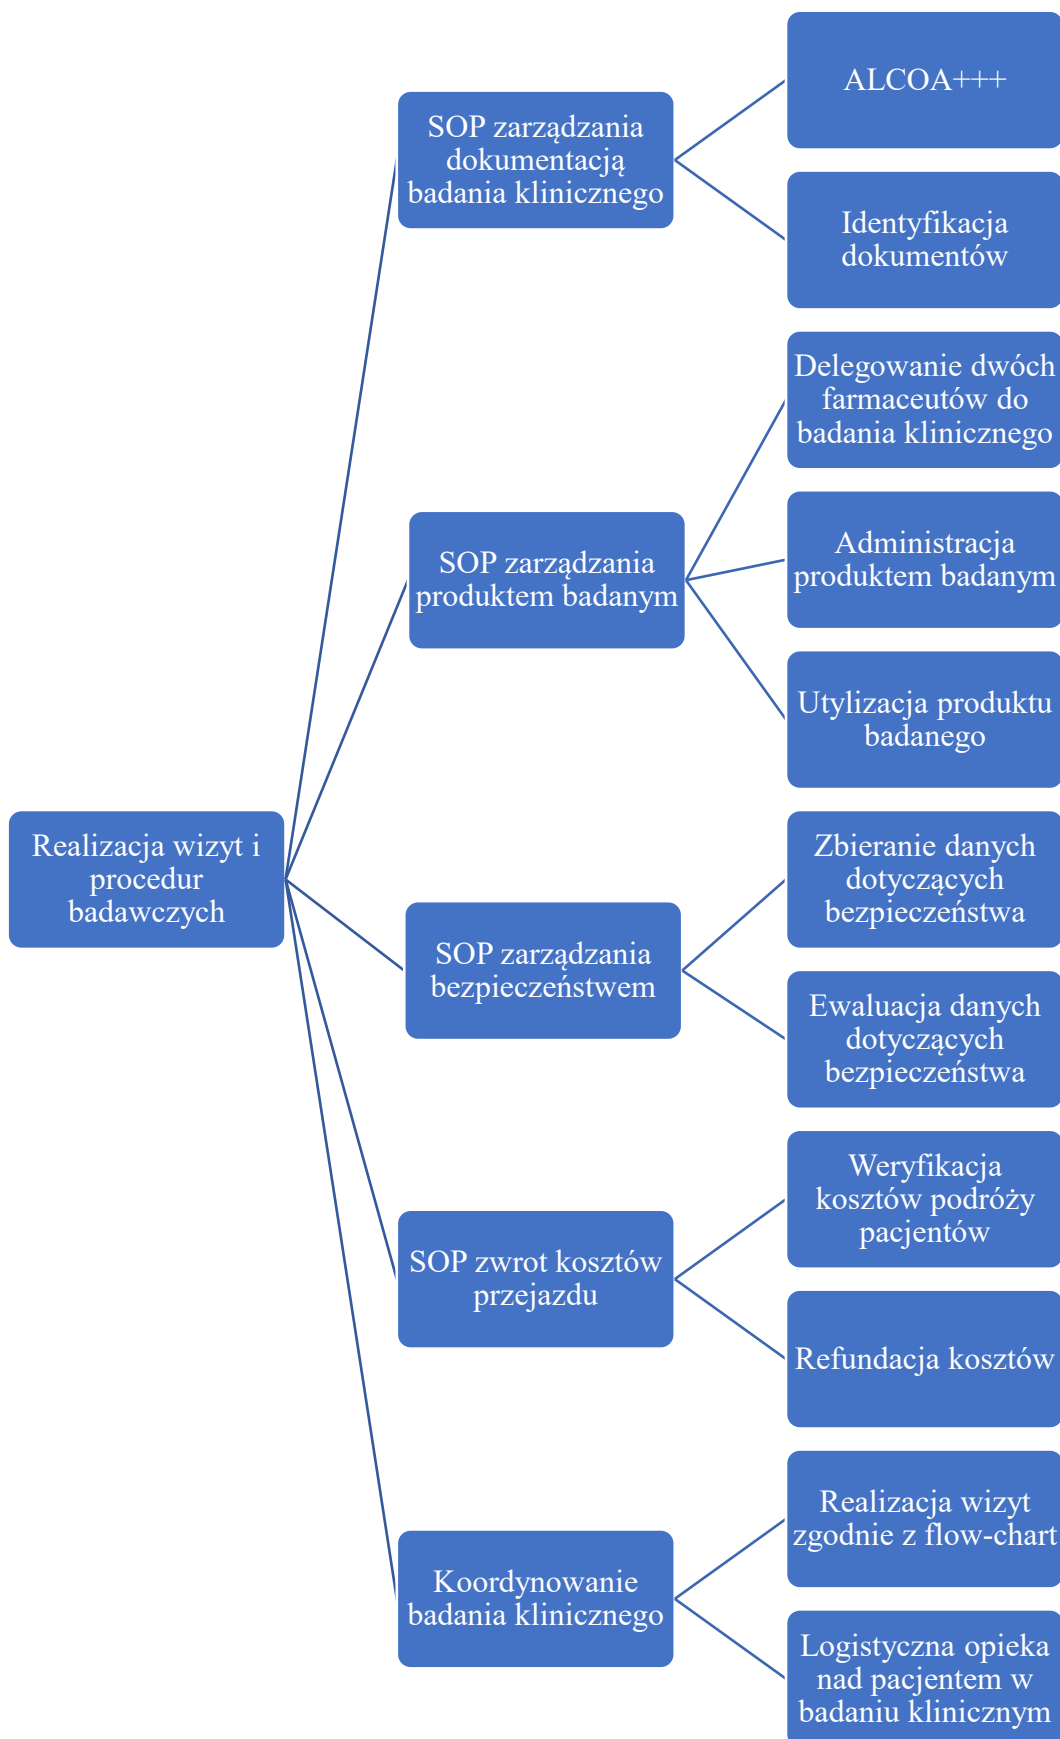 Realizacja wizyt i
procedur
badawczych
SOP zarządzania
dokumentacją
badania klinicznego
ALCOA+++
Identyfikacja
dokumentów
SOP zarządzania
produktem badanym
Delegowanie dwóch
farmaceutów do
badania klinicznego
Administracja
produktem badanym
Utylizacja produktu
badanego
SOP zarządzania
bezpieczeństwem
Zbieranie danych
dotyczących
bezpieczeństwa
Ewaluacja danych
dotyczących
bezpieczeństwa
SOP zwrot kosztów
przejazdu
Weryfikacja
kosztów podróży
pacjentów
Refundacja kosztów
Koordynowanie
badania klinicznego
Realizacja wizyt
zgodnie z flow-chart
Logistyczna opieka
nad pacjentem w
badaniu klinicznym